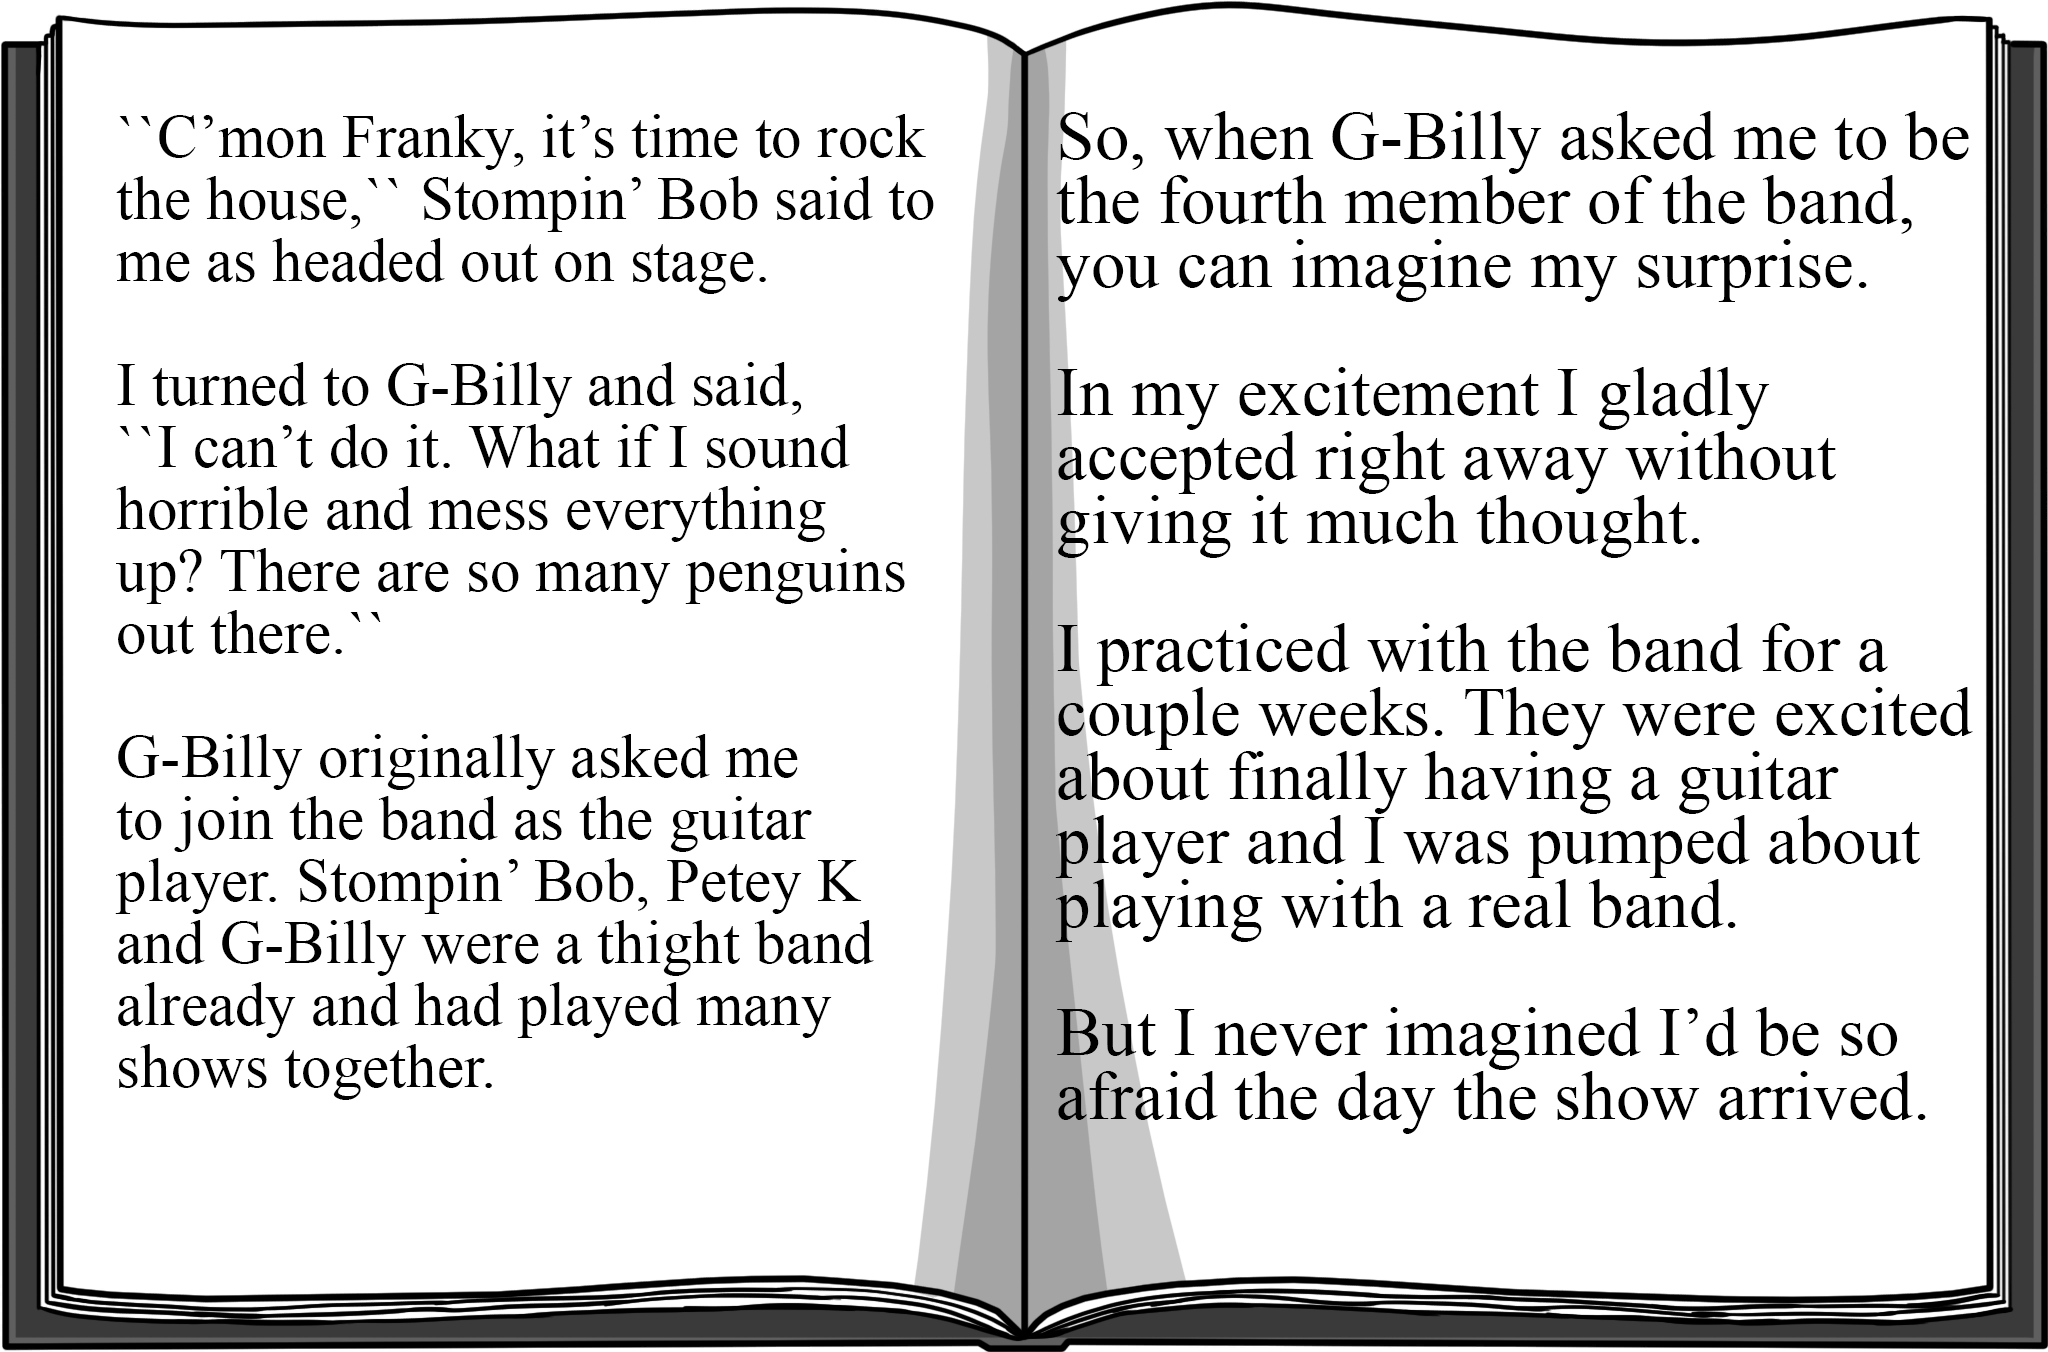 ``C’mon Franky, it’s time to rock
the house,`` Stompin’ Bob said to
me as headed out on stage.
I turned to G-Billy and said,
``I can’t do it. What if I sound
horrible and mess everything
up? There are so many penguins
out there.``
G-Billy originally asked me
to join the band as the guitar
player. Stompin’ Bob, Petey K
and G-Billy were a thight band
already and had played many
shows together.
So, when G-Billy asked me to be
the fourth member of the band,
you can imagine my surprise.
In my excitement I gladly
accepted right away without
giving it much thought.
I practiced with the band for a
couple weeks. They were excited
about finally having a guitar
player and I was pumped about
playing with a real band.
But I never imagined I’d be so
afraid the day the show arrived.